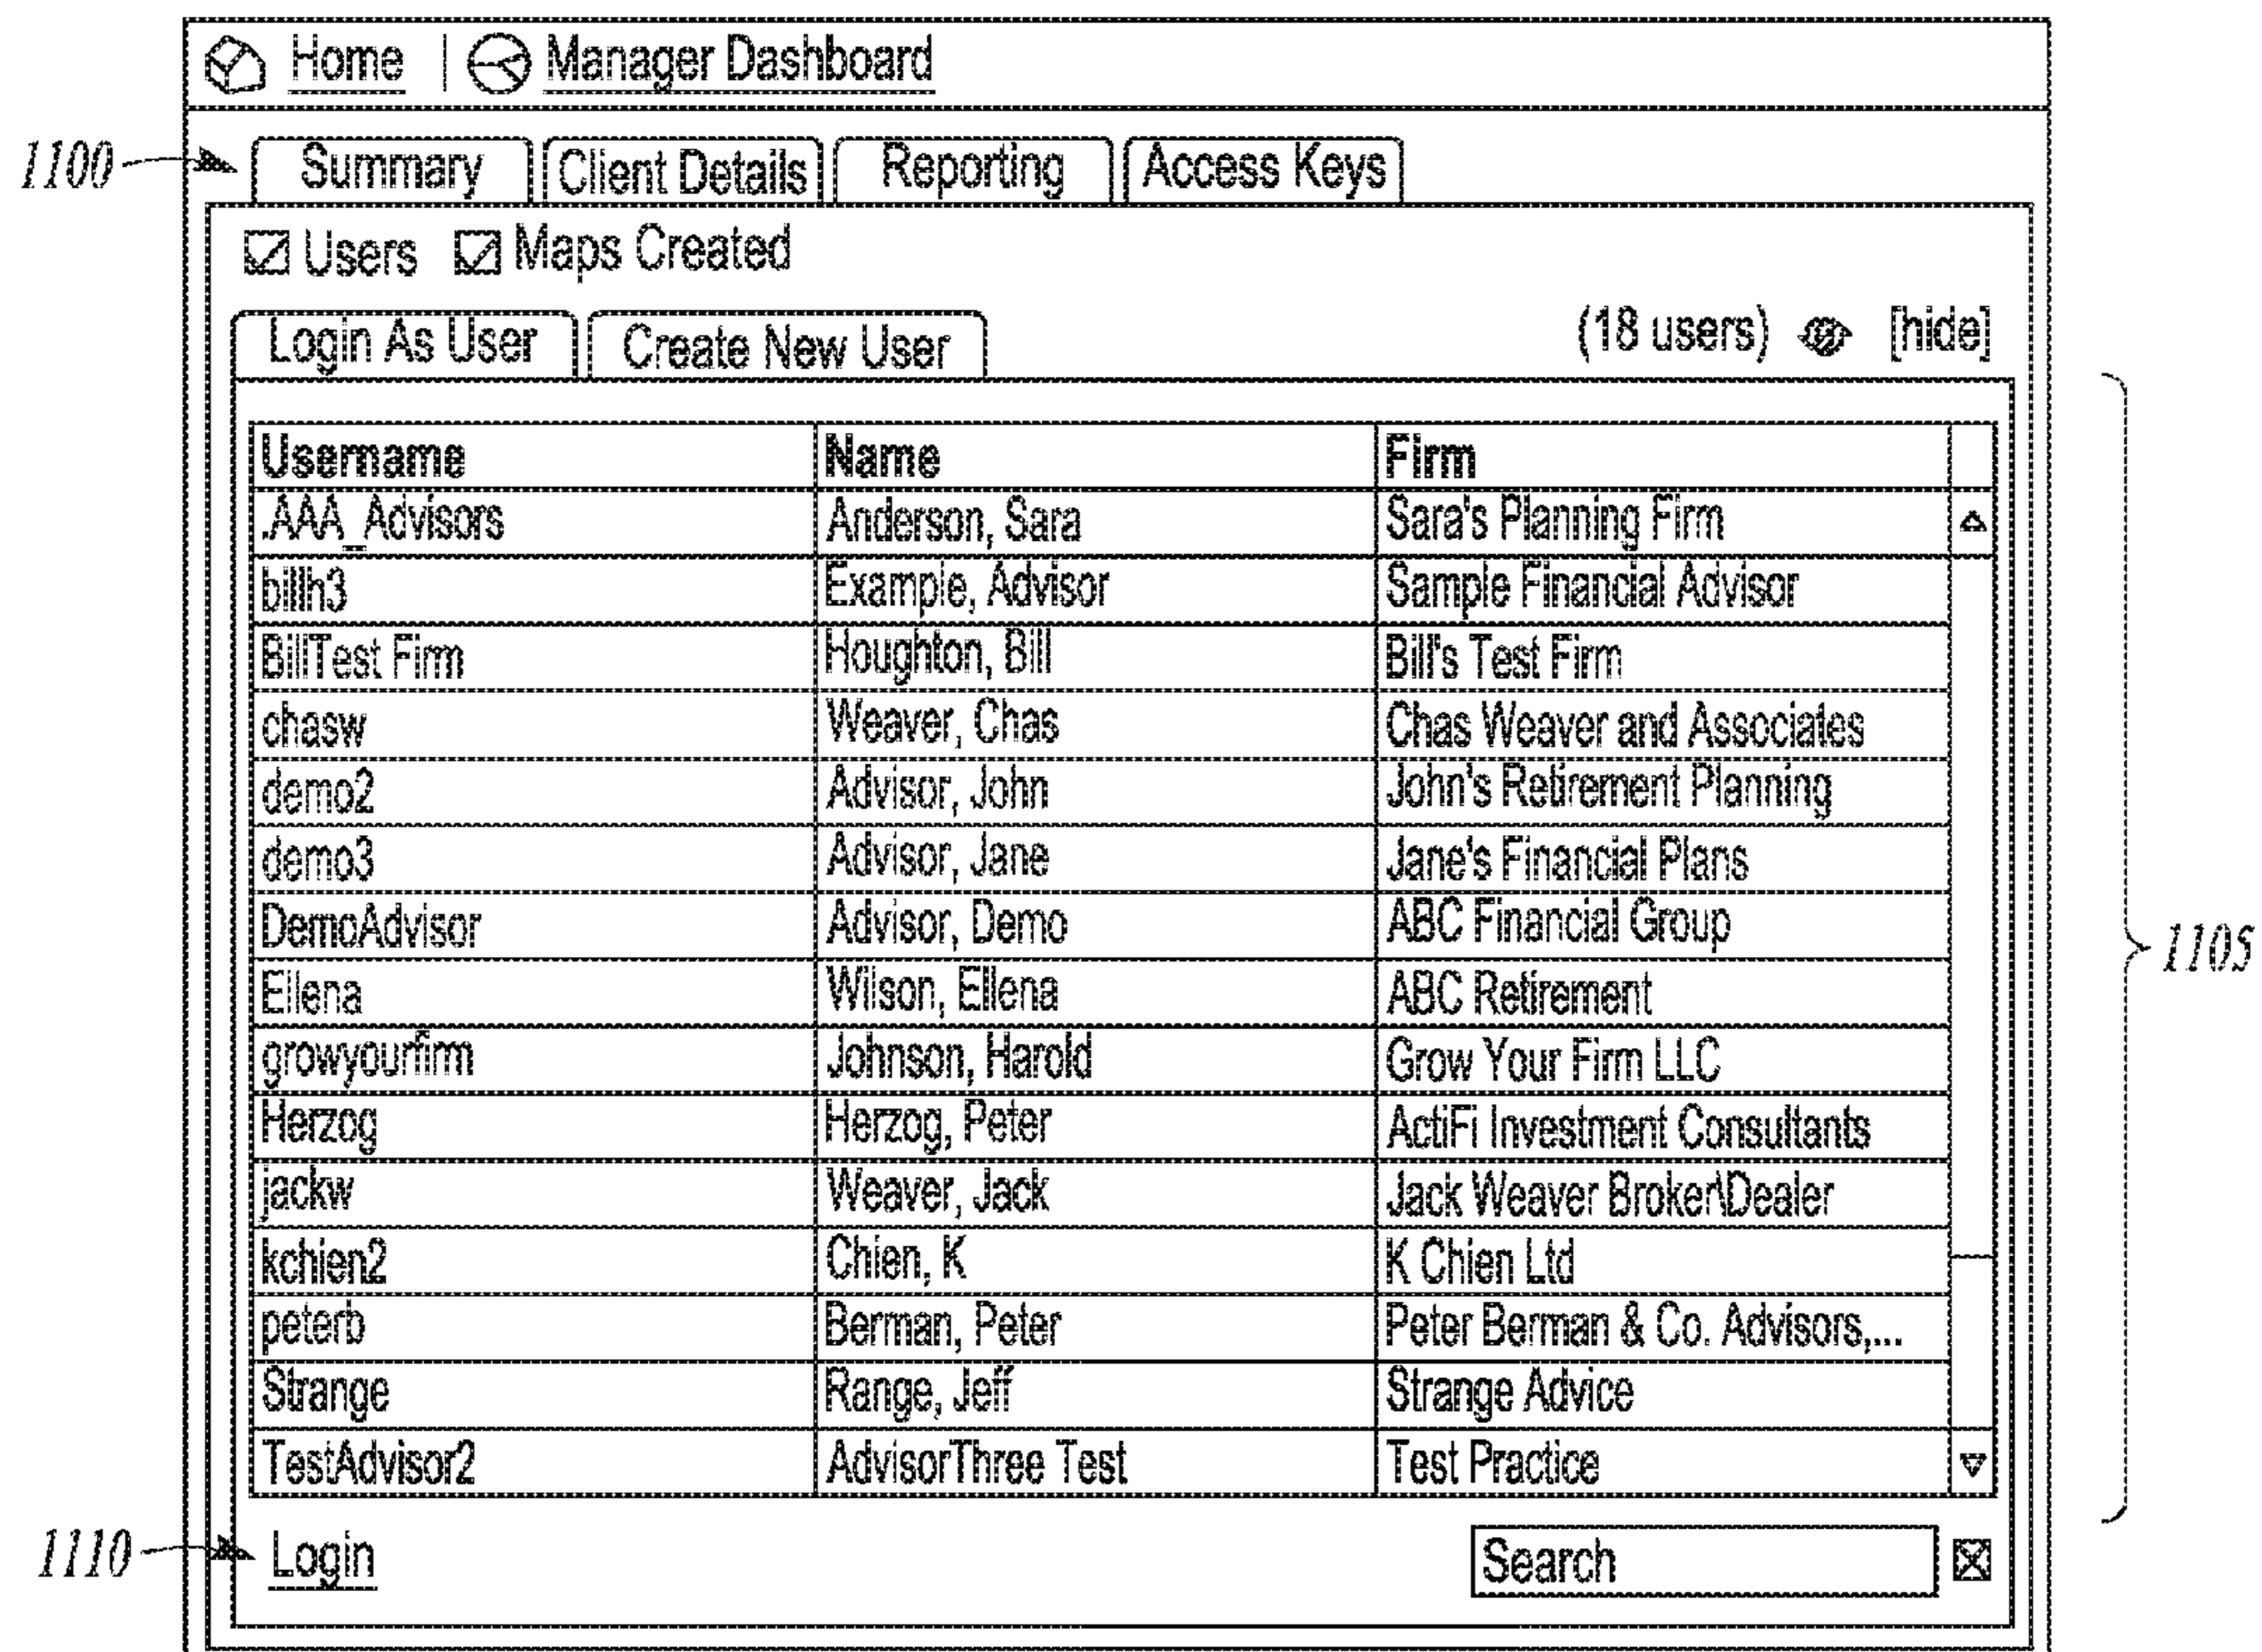 Home | Manager Dashboard
1100 Summary Client Details Reporting Access Keys
Users Maps Created
Login As User Create New User (18 users) [hide]
Username Name Firm
.AAA_Advisors Anderson, Sara Sara's Planning Firm
billh3 Example, Advisor Sample Financial Advisor
BillTest Firm Houghton, Bill Bill's Test Firm
chasw Weaver, Chas Chas Weaver and Associates
demo2 Advisor, John John's Retirement Planning
demo3 Advisor, Jane Jane's Financial Plans
DemoAdvisor Advisor, Demo ABC Financial Group
1105
Ellena Wilson, Ellena ABC Retirement
growyourfirm Johnson, Harold Grow Your Firm LLC
Herzog Herzog, Peter ActiFi Investment Consultants
jackw Weaver, Jack Jack Weaver Broker\Dealer
kchien2 Chien, K K Chien Ltd
peterb Berman, Peter Peter Berman & Co. Advisors,...
Strange Range, Jeff Strange Advice
TestAdvisor2 AdvisorThree Test Test Practice
1110 Login Search